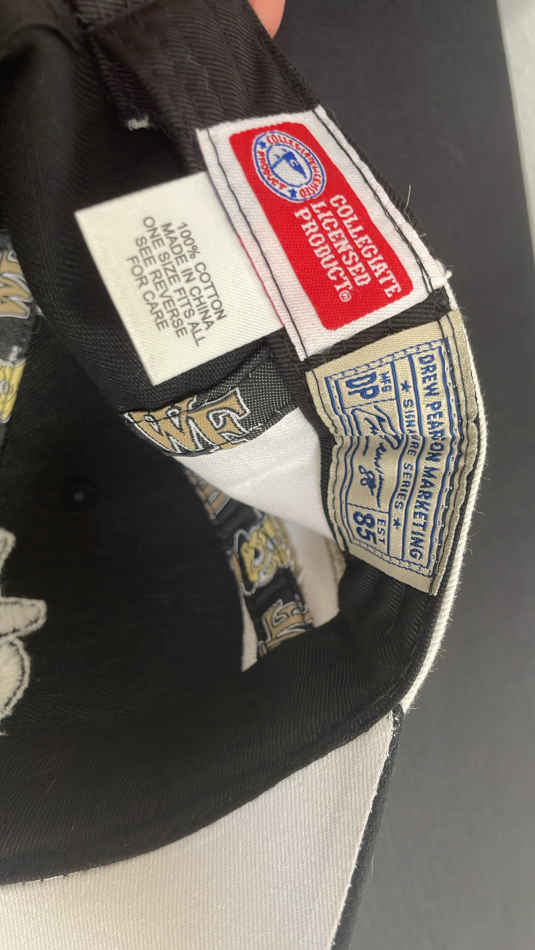 COLLEGIATE
LICENSED
PRODUCT®
100% COTTON
MADE IN CHINA
ONE SIZE FITS ALL
SEE REVERSE
FOR CARE
DREW PEARSON MARKETING
★ SIGNATURE SERIES ★
MFG
DP
88
EST
85
WF